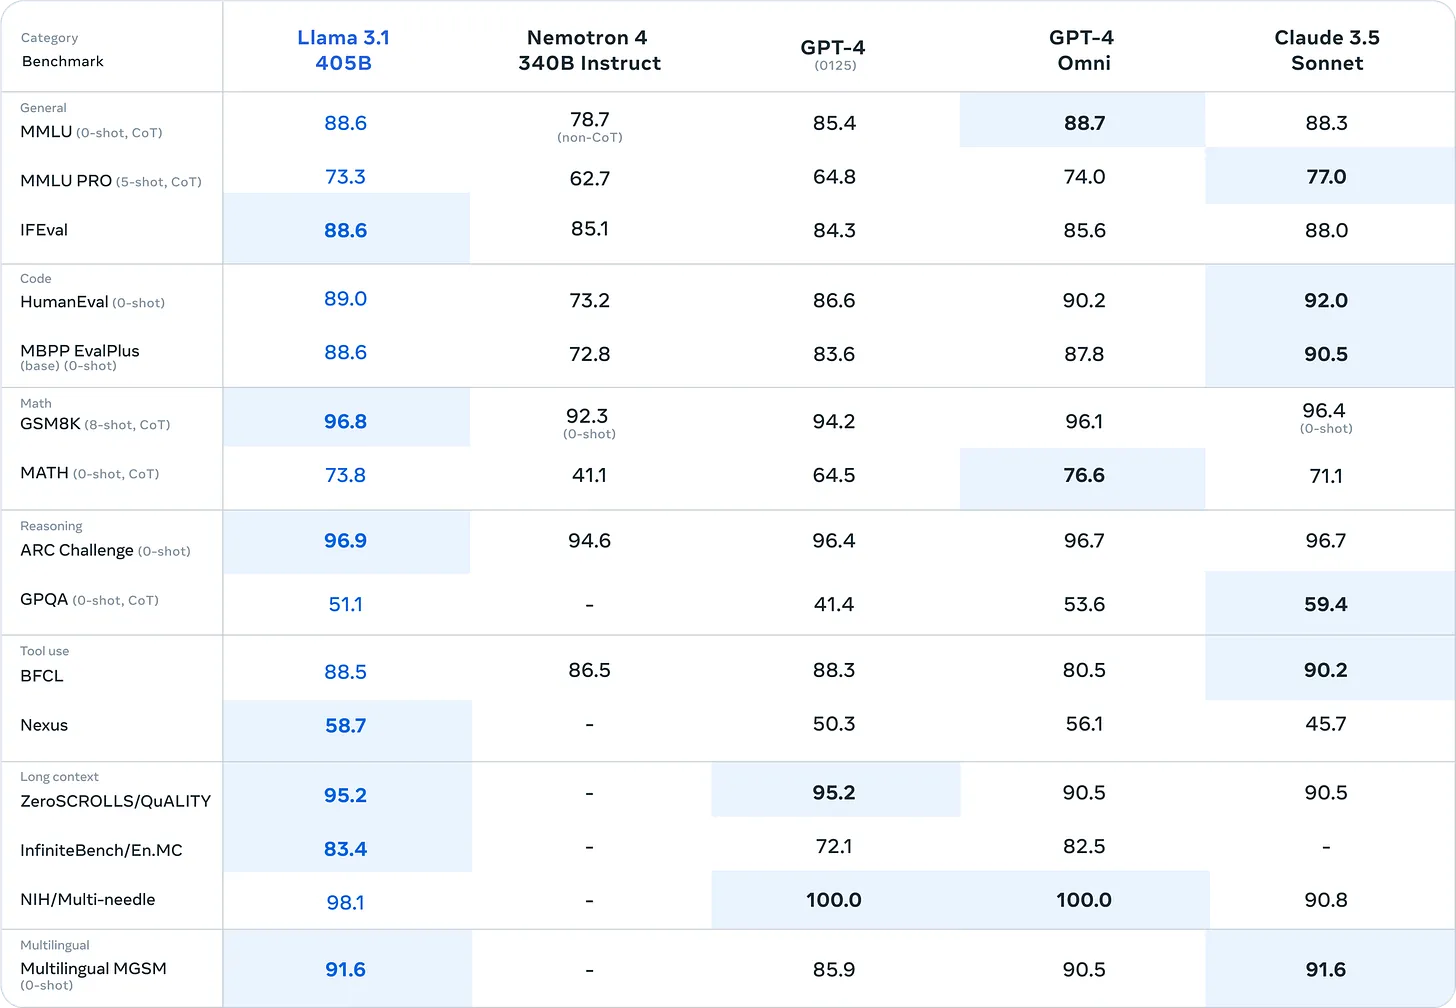 Category
Benchmark
Llama 3.1
405B
Nemotron 4
340B Instruct
GPT-4
(0125)
GPT-4
Omni
Claude 3.5
Sonnet
General
MMLU (0-shot, CoT) 88.6 78.7 85.4 88.7 88.3
(non-CoT)
MMLU PRO (5-shot, CoT) 73.3 62.7 64.8 74.0 77.0
IFEval 88.6 85.1 84.3 85.6 88.0
Code
HumanEval (0-shot) 89.0 73.2 86.6 90.2 92.0
MBPP EvalPlus 88.6 72.8 83.6 87.8 90.5
(base) (0-shot)
Math
GSM8K (8-shot, CoT) 96.8 92.3 94.2 96.1 96.4
(0-shot) (0-shot)
MATH (0-shot, CoT) 73.8 41.1 64.5 76.6 71.1
Reasoning
ARC Challenge (0-shot) 96.9 94.6 96.4 96.7 96.7
GPQA (0-shot, CoT) 51.1 - 41.4 53.6 59.4
Tool use
BFCL 88.5 86.5 88.3 80.5 90.2
Nexus 58.7 - 50.3 56.1 45.7
Long context
ZeroSCROLLS/QuALITY 95.2 - 95.2 90.5 90.5
InfiniteBench/En.MC 83.4 - 72.1 82.5 -
NIH/Multi-needle 98.1 - 100.0 100.0 90.8
Multilingual
Multilingual MGSM 91.6 - 85.9 90.5 91.6
(0-shot)